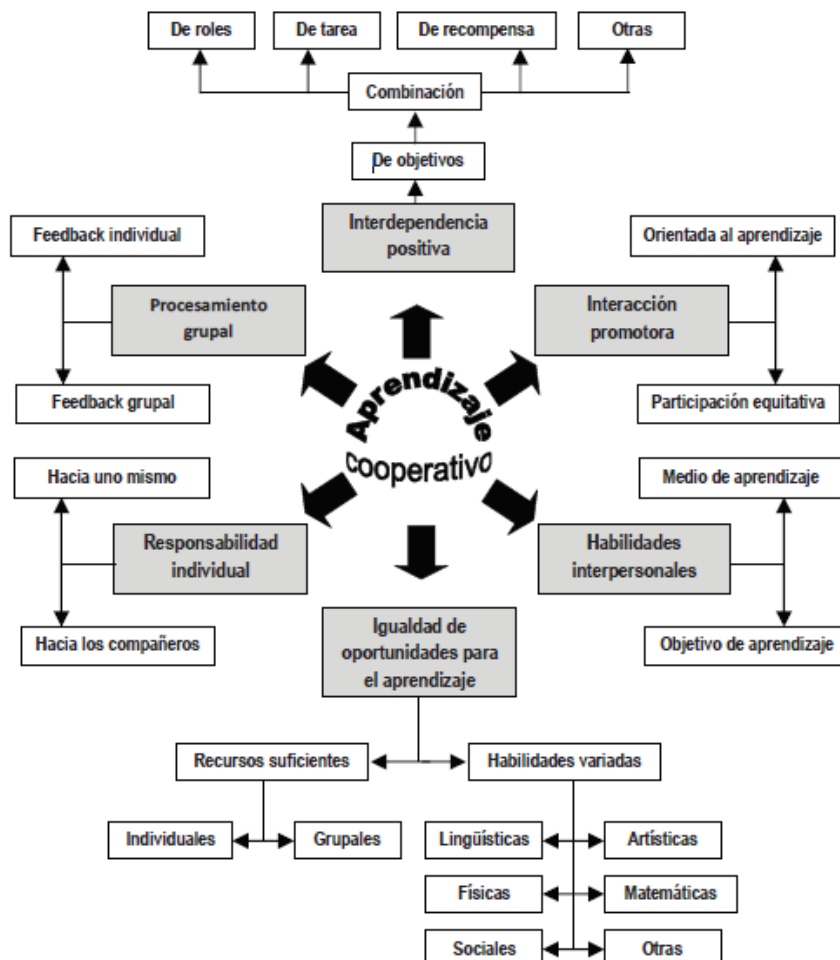 De roles
De tarea
De recompensa
Otras
Combinación
De objetivos
Interdependencia
positiva
Feedback individual
Procesamiento
grupal
Feedback grupal
Orientada al aprendizaje
Interacción
promotora
Participación equitativa
Aprendizaje
cooperativo
Hacia uno mismo
Responsabilidad
individual
Hacia los compañeros
Medio de aprendizaje
Habilidades
interpersonales
Objetivo de aprendizaje
Igualdad de
oportunidades para
el aprendizaje
Recursos suficientes
Habilidades variadas
Individuales
Grupales
Lingüísticas
Artísticas
Físicas
Matemáticas
Sociales
Otras